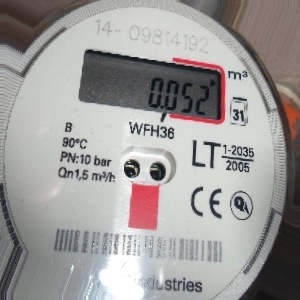 14- 09814192
0,052 m³
31
B
WFH36
90°C
PN:10 bar
Qn1,5 m³/h
LT 1-2035
2005
CE
ndustries